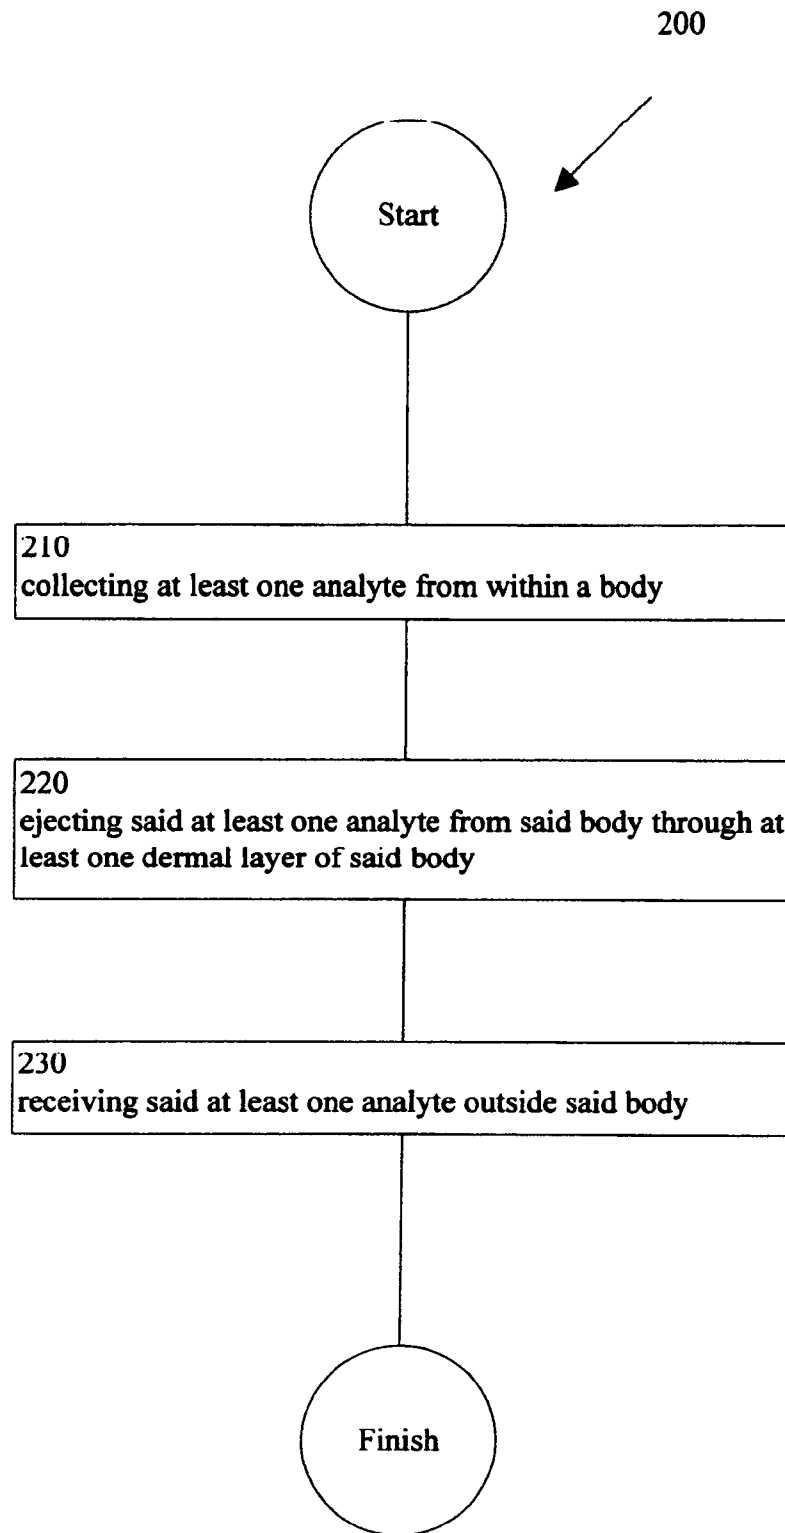 200
Start
210
collecting at least one analyte from within a body
220
ejecting said at least one analyte from said body through at
least one dermal layer of said body
230
receiving said at least one analyte outside said body
Finish